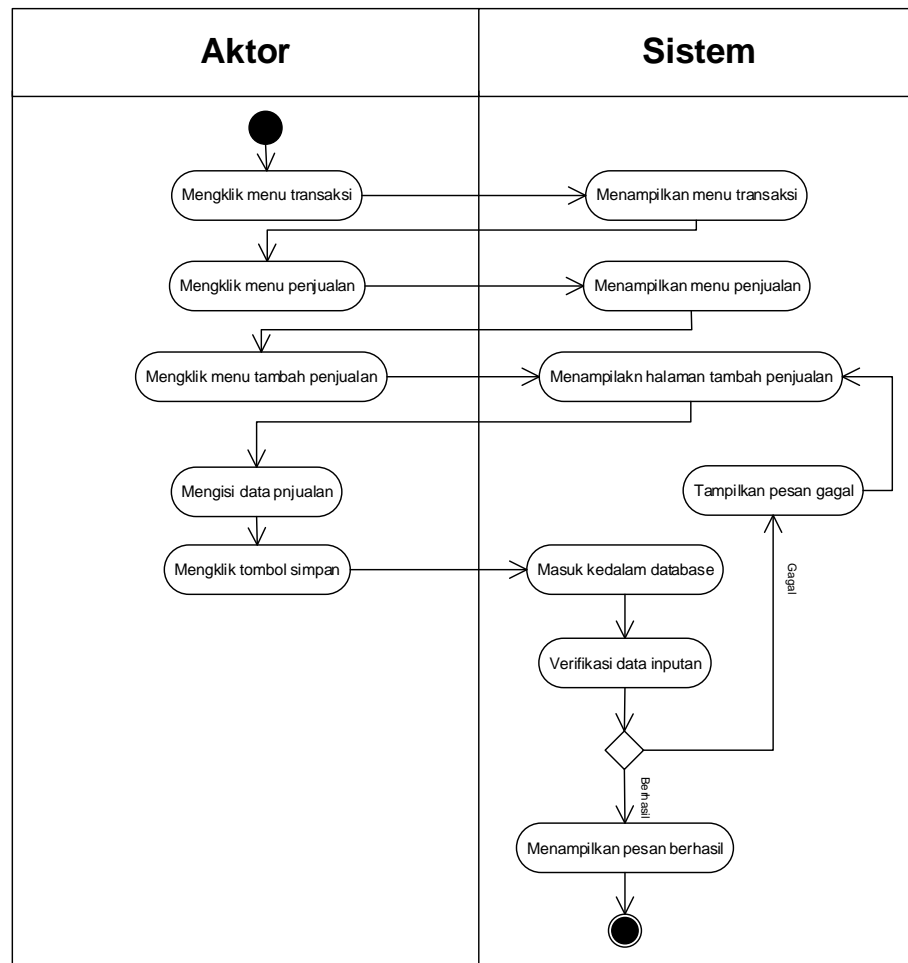 Aktor
Sistem
Mengklik menu transaksi
Menampilkan menu transaksi
Mengklik menu penjualan
Menampilkan menu penjualan
Mengklik menu tambah penjualan
Menampilakn halaman tambah penjualan
Mengisi data pnjualan
Tampilkan pesan gagal
Mengklik tombol simpan
Masuk kedalam database
Gagal
Verifikasi data inputan
Berhasil
Menampilkan pesan berhasil